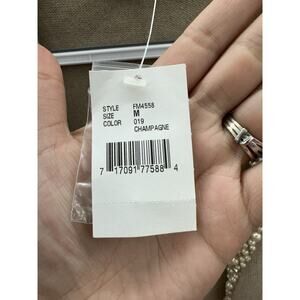 STYLE FM4558
SIZE M
COLOR 019
CHAMPAGNE
7 17091 77588 4